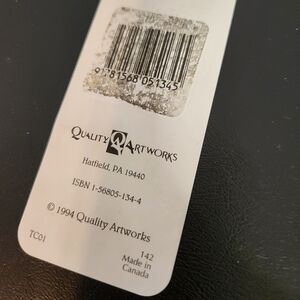 9 781568 051345
QUALITY ARTWORKS
Hatfield, PA 19440
ISBN 1-56805-134-4
© 1994 Quality Artworks
TC01
142
Made in
Canada